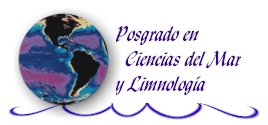 Posgrado en
Ciencias del Mar
y Limnología